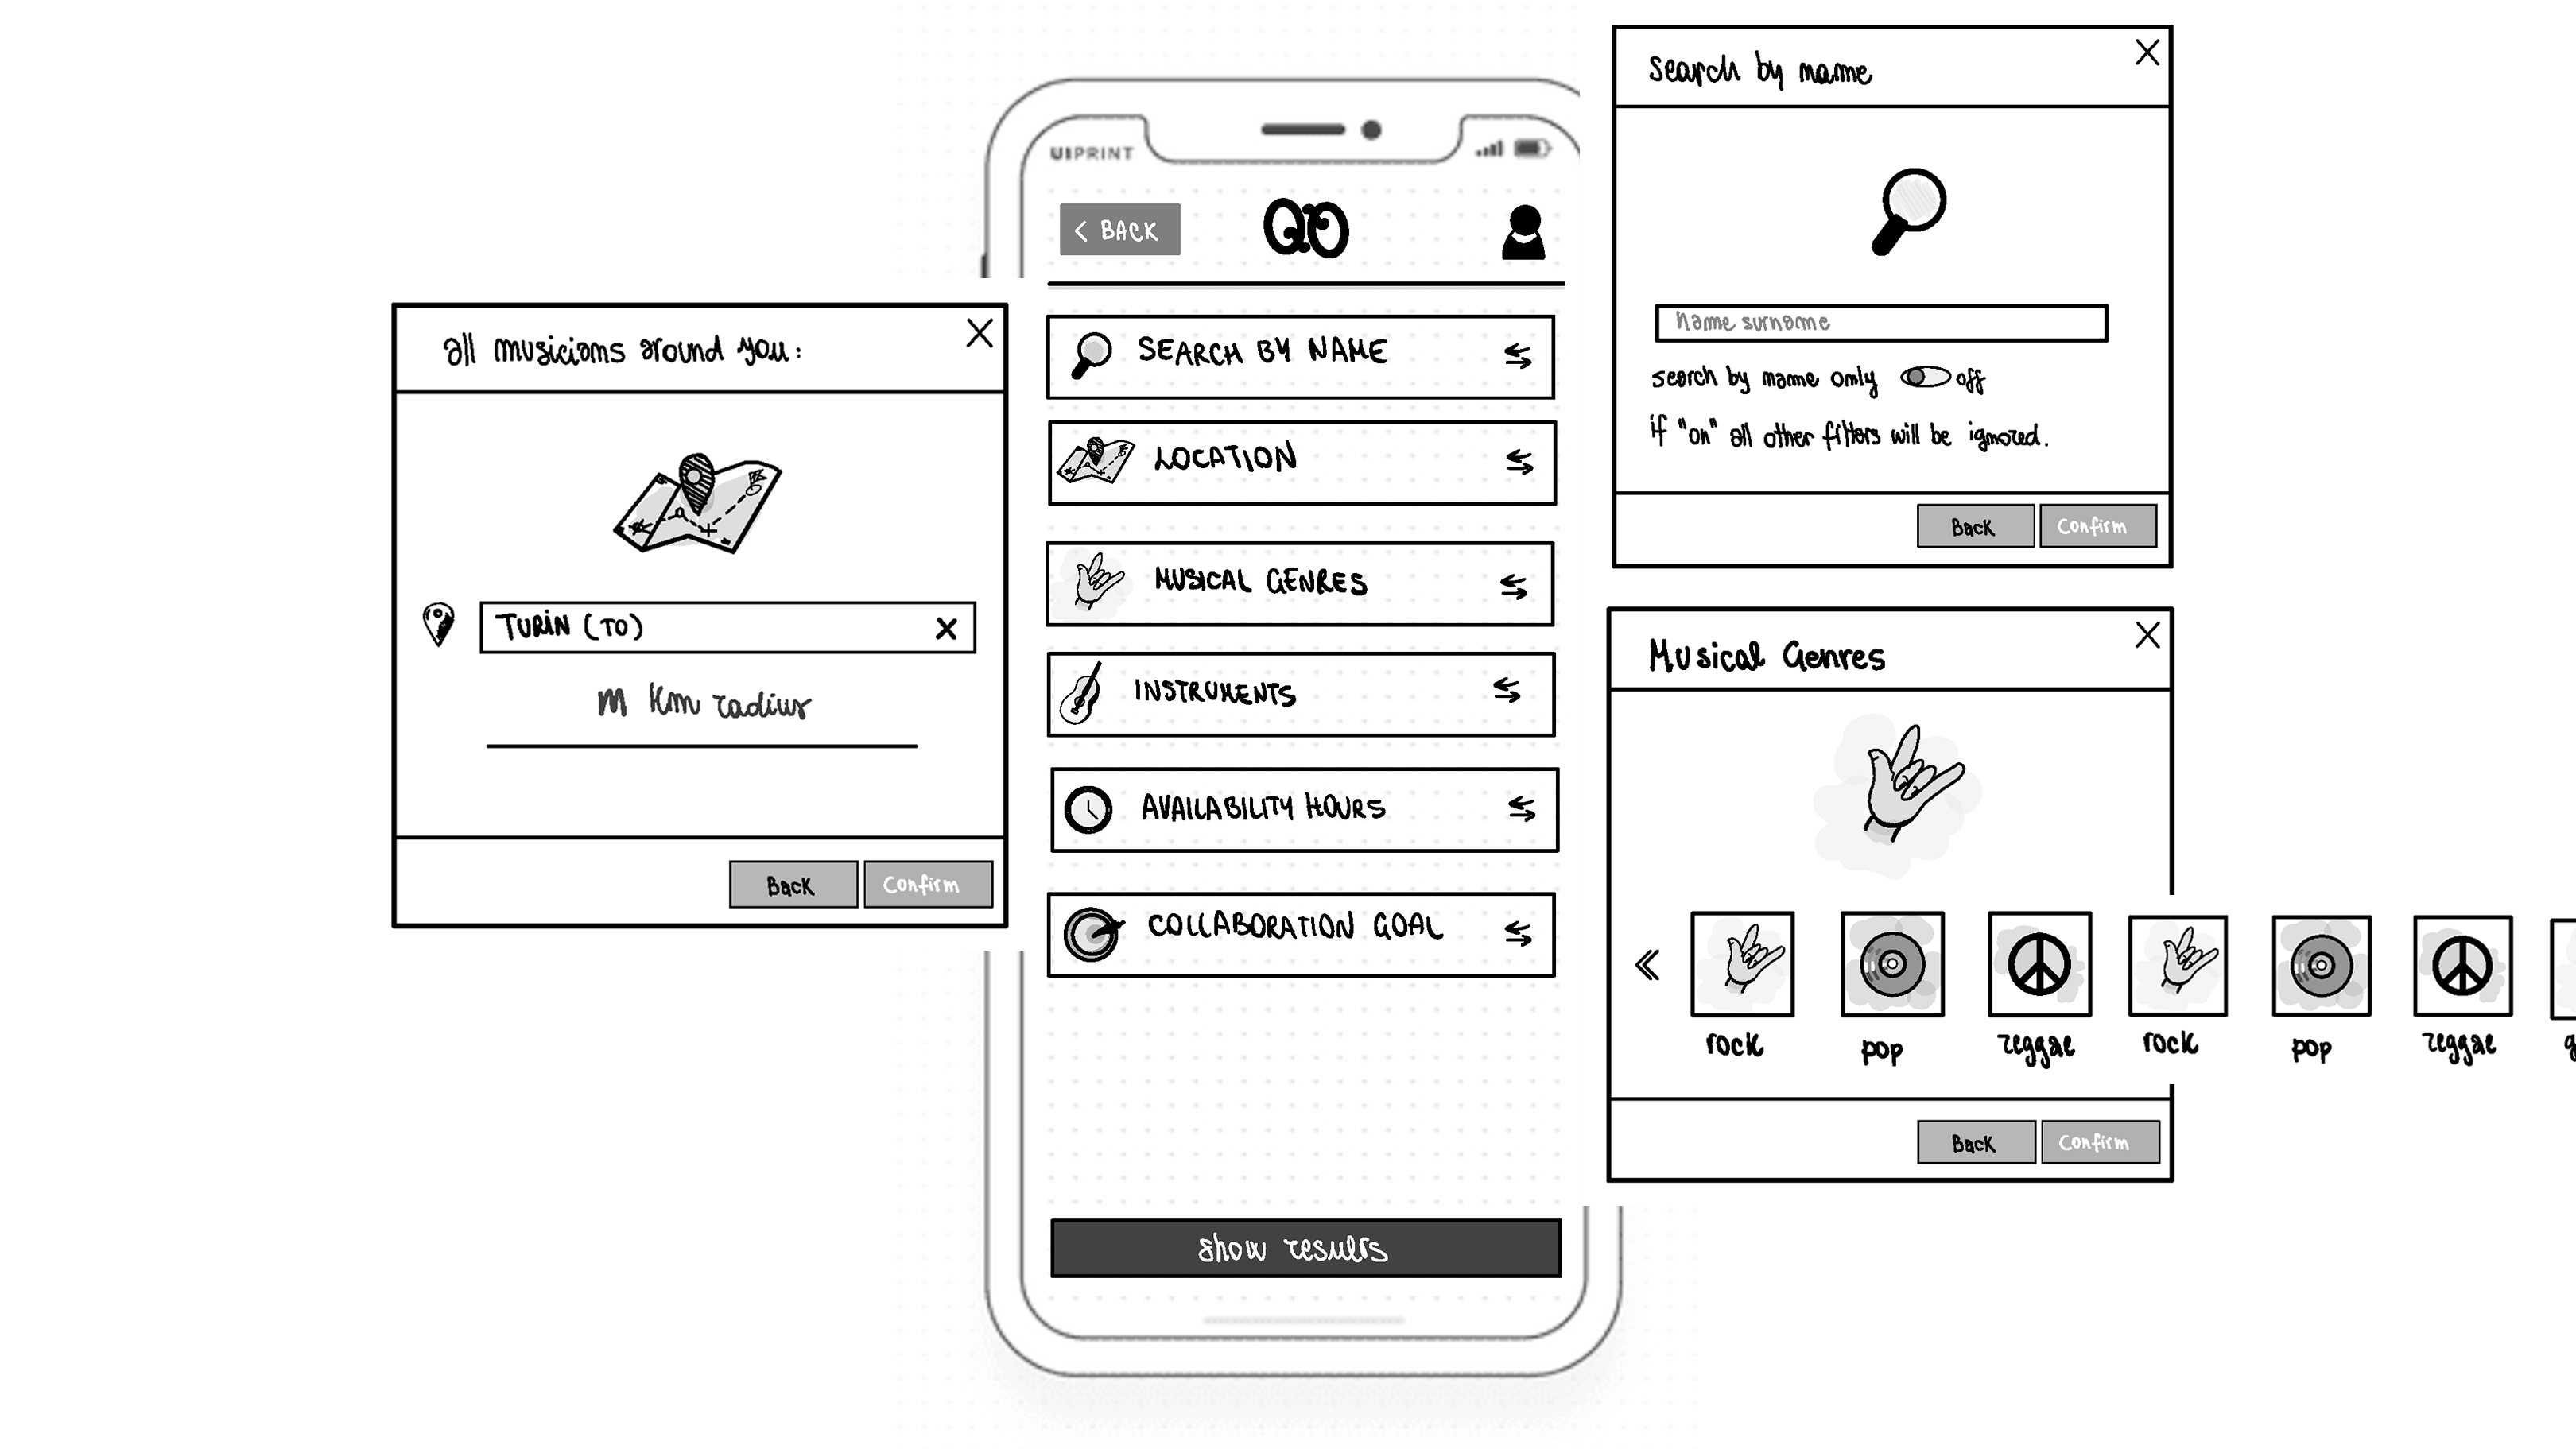 all musicians around you:
TURIN (TO)
m km radius
Back
Confirm
UIPRINT
< BACK
QO
SEARCH BY NAME
LOCATION
MUSICAL GENRES
INSTRUMENTS
AVAILABILITY HOURS
COLLABORATION GOAL
show results
search by name
name surname
search by name only off
if "on" all other filters will be ignored.
Back
Confirm
Musical Genres
rock pop reggae rock pop reggae
Back
Confirm